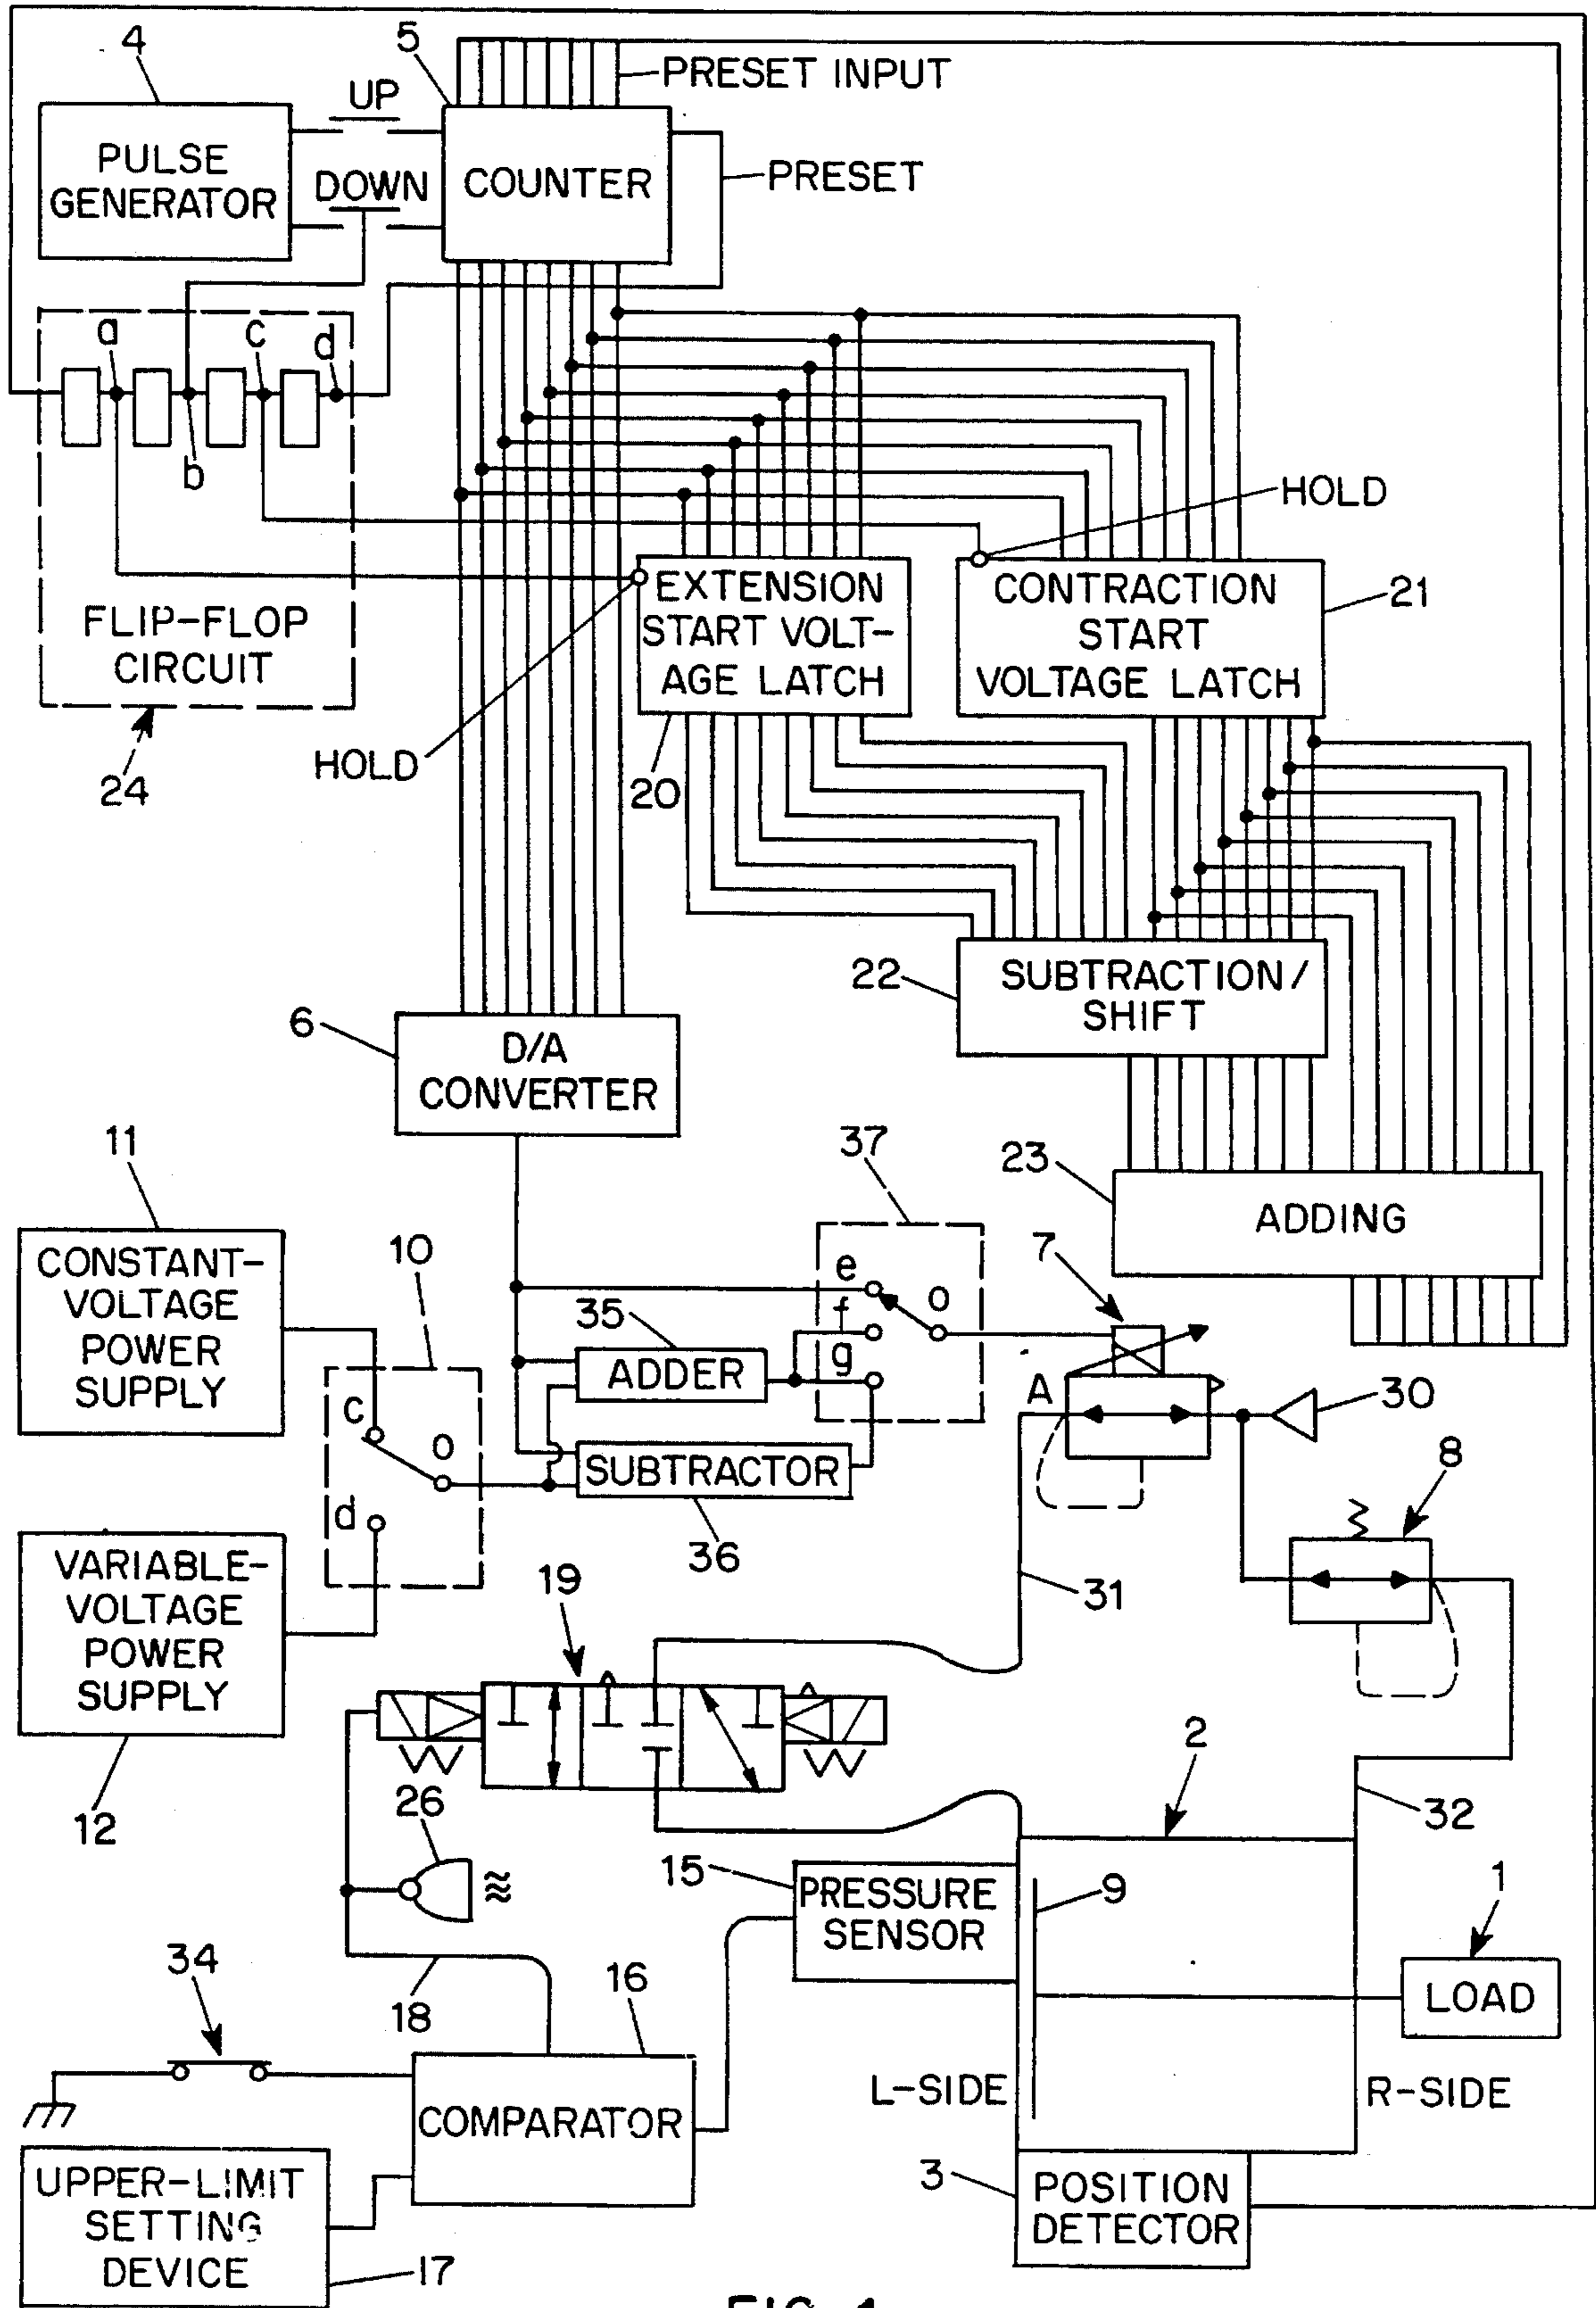 4
5
PRESET INPUT
UP
PULSE
GENERATOR
DOWN
COUNTER
PRESET
a
c
d
b
HOLD
FLIP-FLOP
CIRCUIT
EXTENSION
START VOLT-
AGE LATCH
CONTRACTION
START
VOLTAGE LATCH
21
HOLD
24
20
22
SUBTRACTION/
SHIFT
6
D/A
CONVERTER
11
37
23
ADDING
CONSTANT-
VOLTAGE
POWER
SUPPLY
10
7
e
f
g
o
35
ADDER
A
30
c
o
d
SUBTRACTOR
8
36
VARIABLE-
VOLTAGE
POWER
SUPPLY
19
31
2
12
26
32
15
PRESSURE
SENSOR
9
1
LOAD
34
18
16
L-SIDE
R-SIDE
COMPARATOR
UPPER-LIMIT
SETTING
DEVICE
17
3
POSITION
DETECTOR